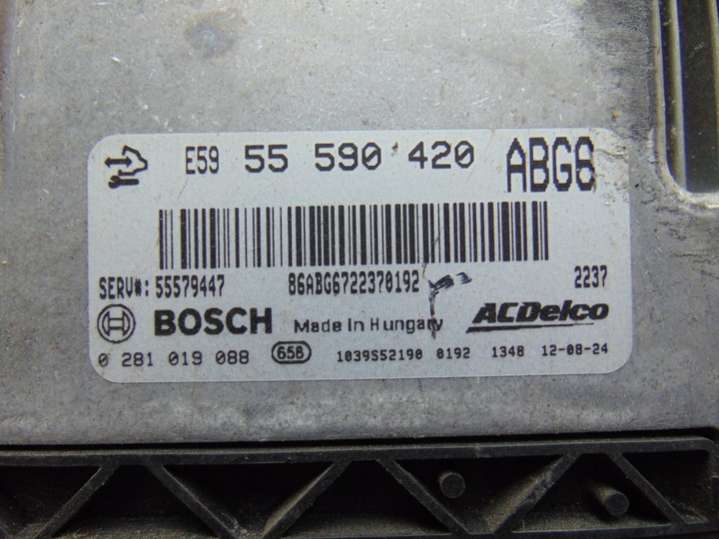 E59 55 590 420 ABG8
SERV#: 55579447 86ABG6722370192 2237
BOSCH Made in Hungary ACDelco
0 281 019 088 658 1039S52190 0192 1348 12-08-24